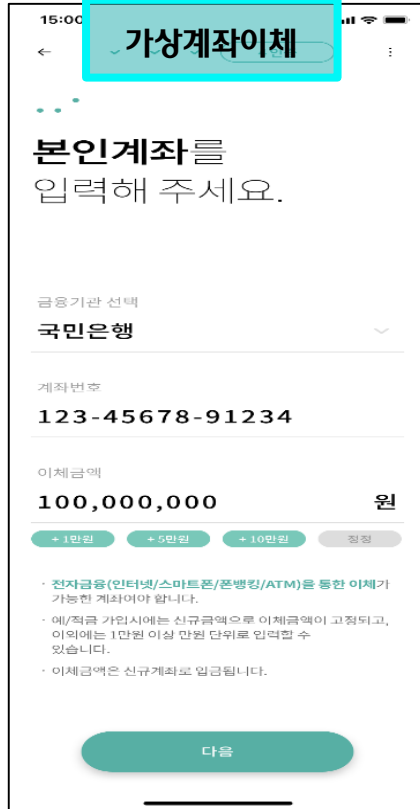 15:00
가상계좌이체
본인계좌를
입력해 주세요.
금융기관 선택
국민은행
계좌번호
123-45678-91234
이체금액
100,000,000 원
+ 1만원 + 5만원 + 10만원 정정
· 전자금융(인터넷/스마트폰/폰뱅킹/ATM)을 통한 이체가
가능한 계좌여야 합니다.
· 예/적금 가입시에는 신규금액으로 이체금액이 고정되고,
이외에는 1만원 이상 만원 단위로 입력할 수
있습니다.
· 이체금액은 신규계좌로 입금됩니다.
다음